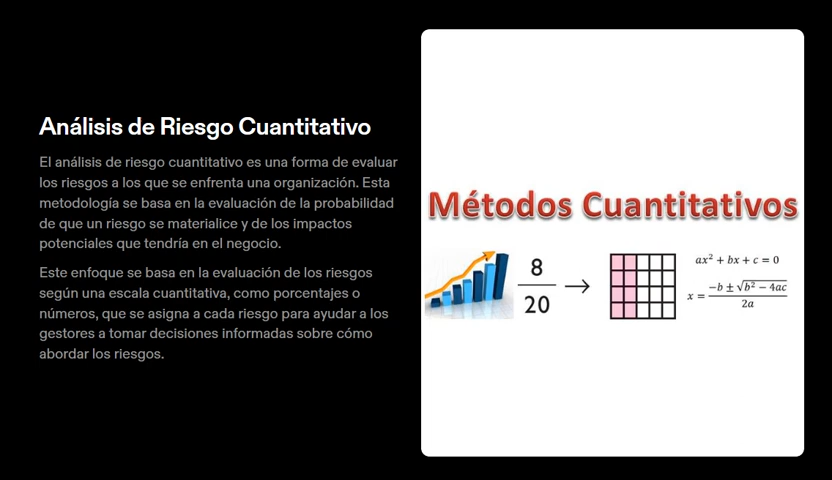 Análisis de Riesgo Cuantitativo
El análisis de riesgo cuantitativo es una forma de evaluar
los riesgos a los que se enfrenta una organización. Esta
metodología se basa en la evaluación de la probabilidad
de que un riesgo se materialice y de los impactos
potenciales que tendría en el negocio.
Este enfoque se basa en la evaluación de los riesgos
según una escala cuantitativa, como porcentajes o
números, que se asigna a cada riesgo para ayudar a los
gestores a tomar decisiones informadas sobre cómo
abordar los riesgos.
Métodos Cuantitativos
8
20
→
ax² + bx + c = 0
x = (−b ± √(b² − 4ac)) / 2a